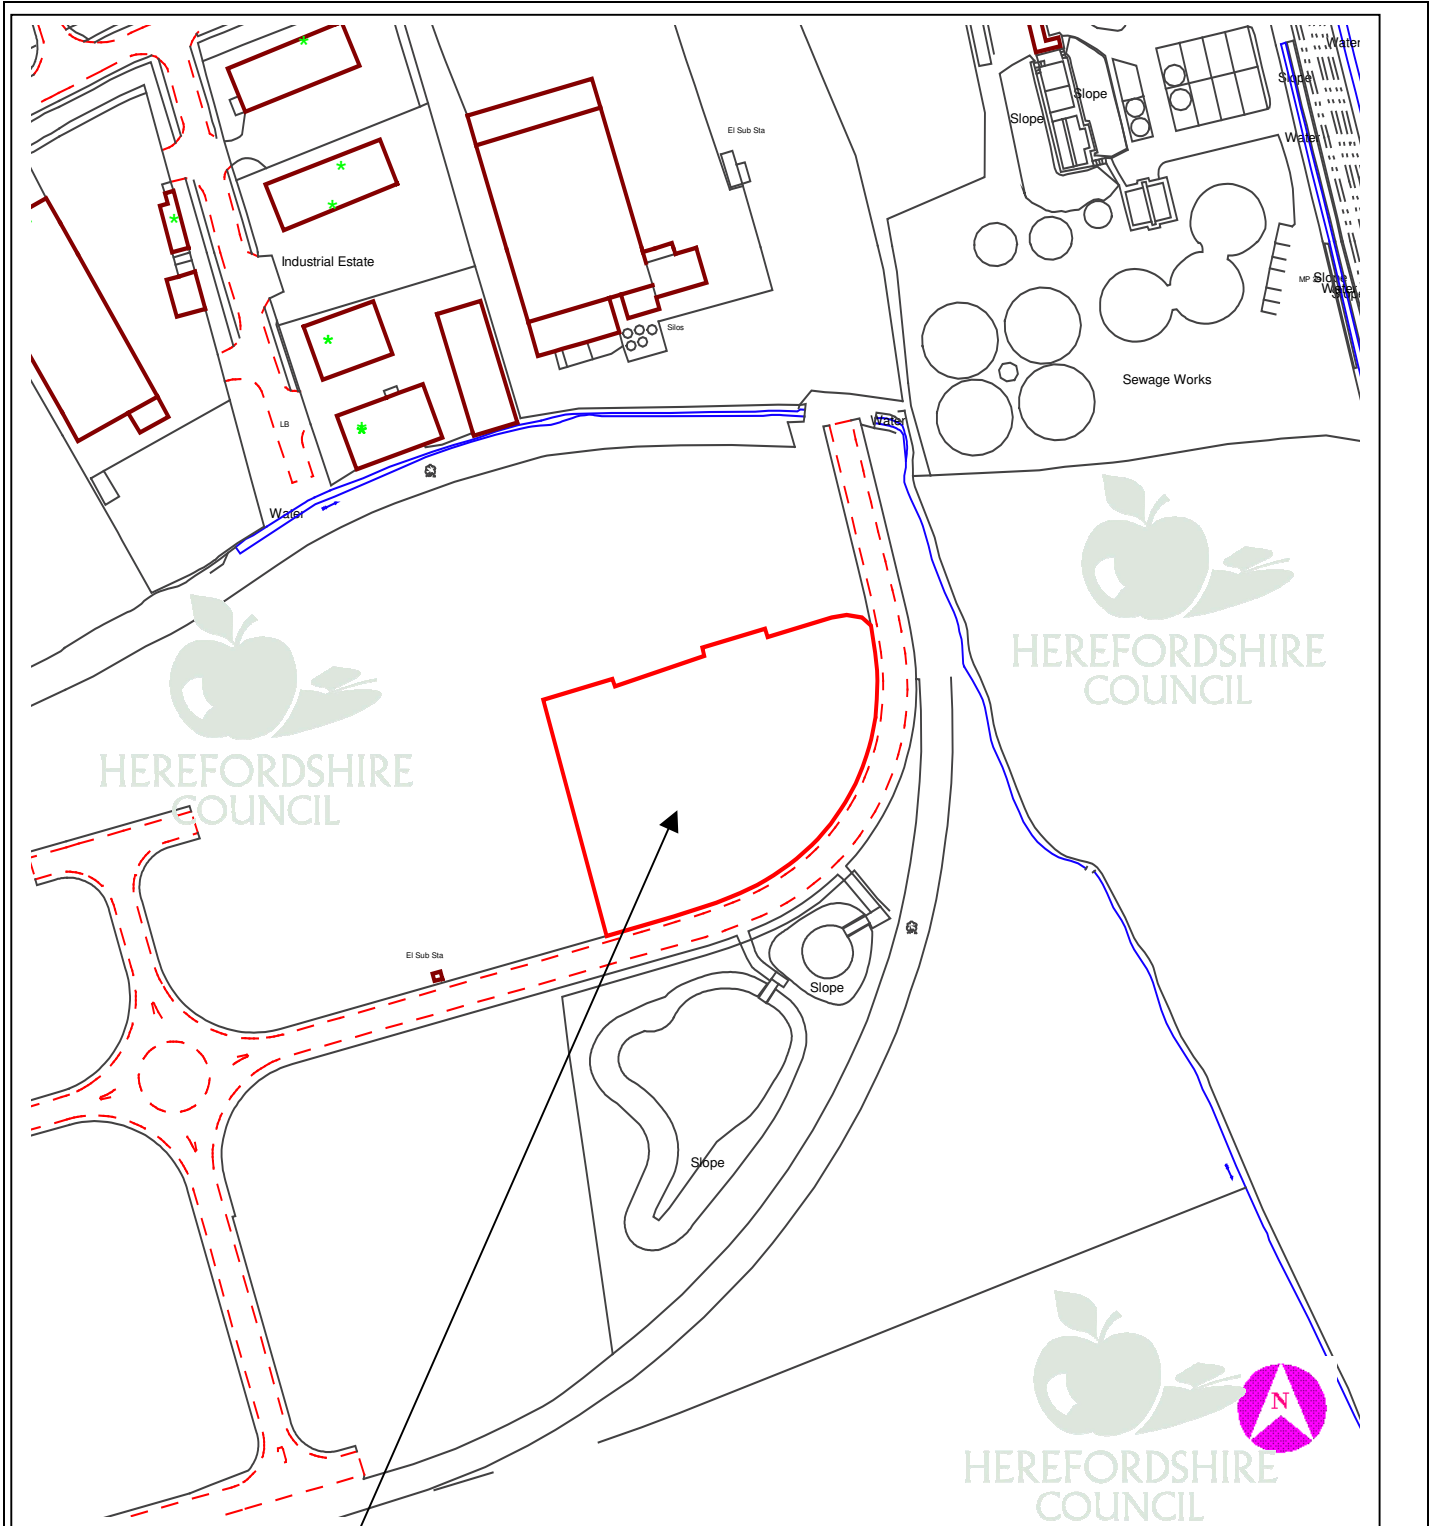 Water
Slope
Slope
Slope
El Sub Sta
Water
Industrial Estate
MP
Slope
Water
Slope
Silos
Sewage Works
LB
Water
Water
HEREFORDSHIRE
COUNCIL
HEREFORDSHIRE
COUNCIL
El Sub Sta
Slope
Slope
N
HEREFORDSHIRE
COUNCIL